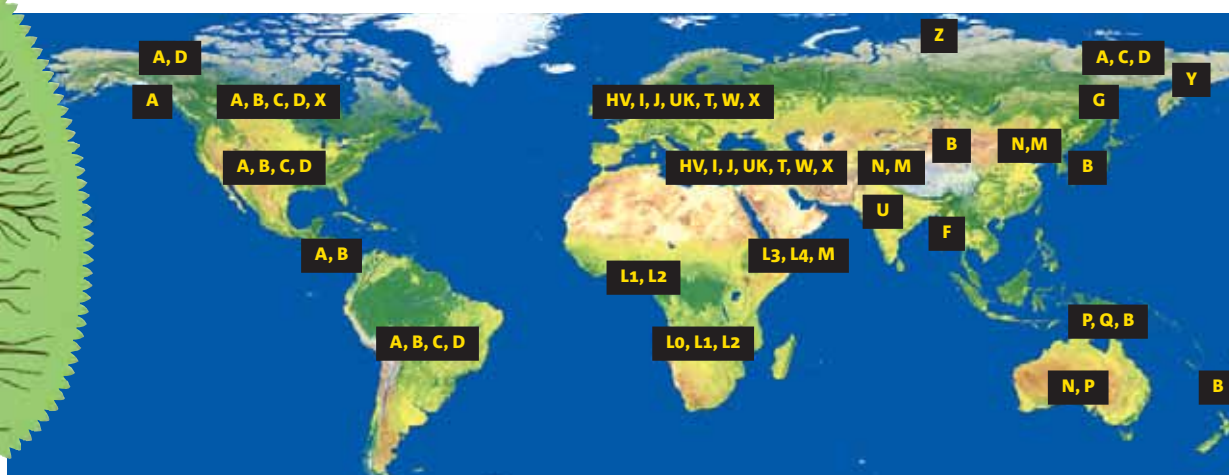 Z
A, D
A, C, D
Y
A
A, B, C, D, X
HV, I, J, UK, T, W, X
G
B
N,M
A, B, C, D
HV, I, J, UK, T, W, X
N, M
B
U
F
A, B
L3, L4, M
L1, L2
P, Q, B
A, B, C, D
L0, L1, L2
N, P
B